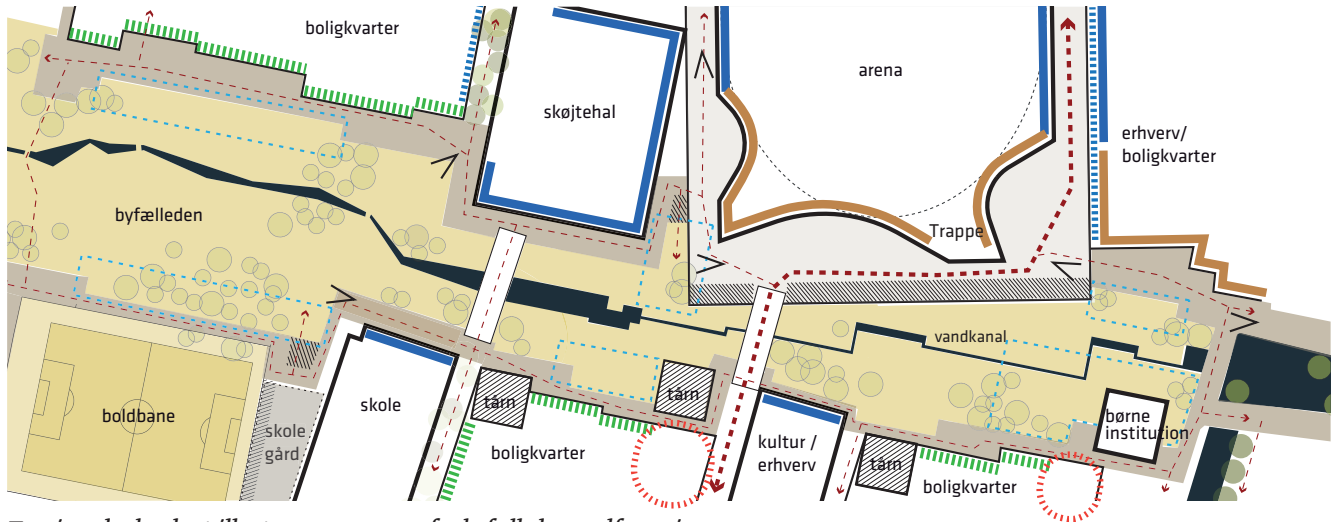 boligkvarter
arena
skøjtehal
erhverv/
boligkvarter
byfælleden
Trappe
vandkanal
boldbane
skole
gård
skole
tårn
boligkvarter
tårn
kultur /
erhverv
tårn
boligkvarter
børne
institution